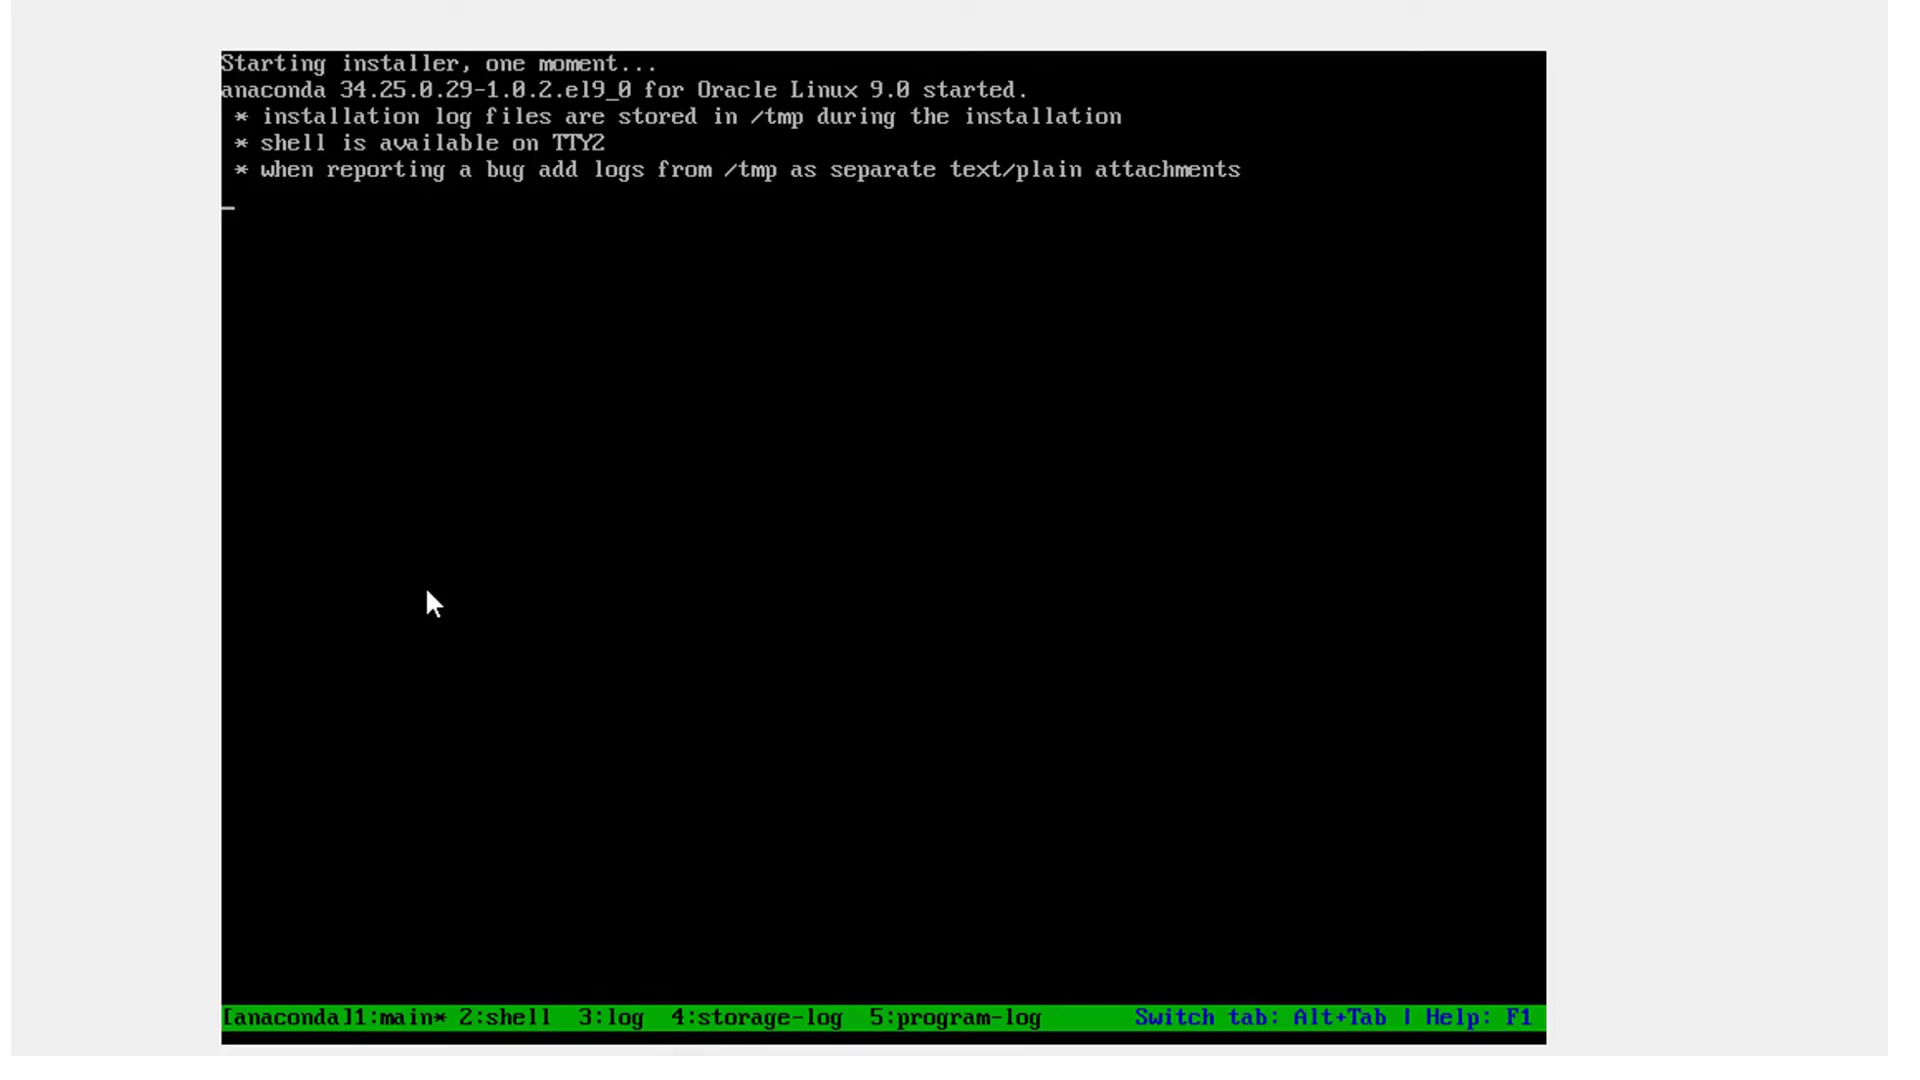 Starting installer, one moment...
anaconda 34.25.0.29-1.0.2.el9_0 for Oracle Linux 9.0 started.
* installation log files are stored in /tmp during the installation
* shell is available on TTY2
* when reporting a bug add logs from /tmp as separate text/plain attachments
[anaconda]1:main* 2:shell  3:log  4:storage-log  5:program-log       Switch tab: Alt+Tab | Help: F1